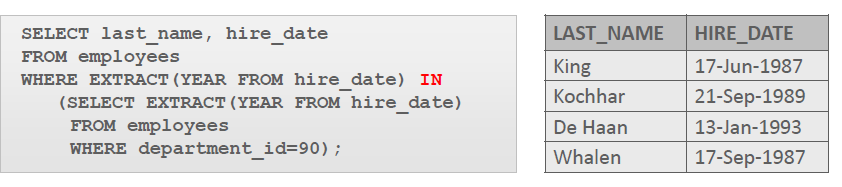 SELECT last_name, hire_date
FROM employees
WHERE EXTRACT(YEAR FROM hire_date) IN
(SELECT EXTRACT(YEAR FROM hire_date)
FROM employees
WHERE department_id=90);
LAST_NAME HIRE_DATE
King 17-Jun-1987
Kochhar 21-Sep-1989
De Haan 13-Jan-1993
Whalen 17-Sep-1987